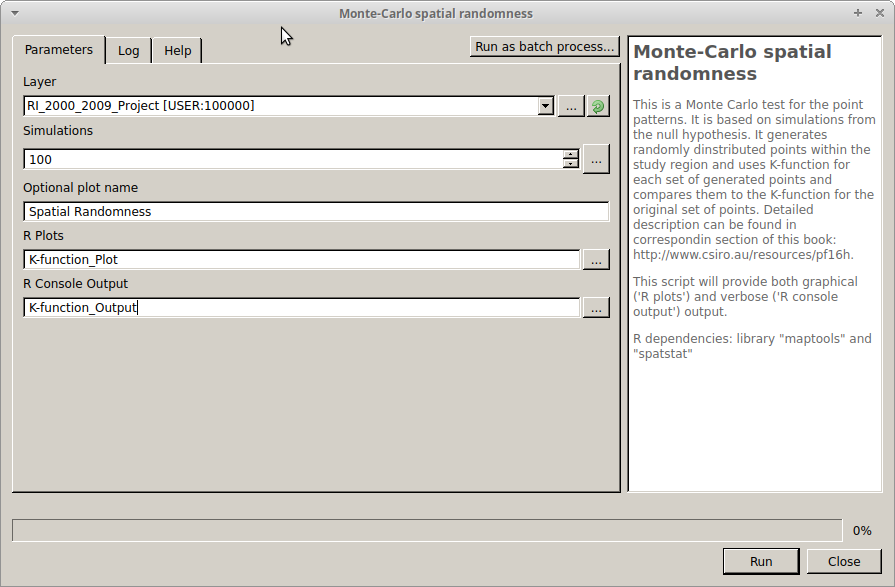 Monte-Carlo spatial randomness
Parameters
Log
Help
Run as batch process...
Layer
RI_2000_2009_Project [USER:100000]
...
Simulations
100
...
Optional plot name
Spatial Randomness
R Plots
K-function_Plot
...
R Console Output
K-function_Output
...
Monte-Carlo spatial
randomness
This is a Monte Carlo test for the point
patterns. It is based on simulations from
the null hypothesis. It generates
randomly dinstributed points within the
study region and uses K-function for
each set of generated points and
compares them to the K-function for the
original set of points. Detailed
description can be found in
correspondin section of this book:
http://www.csiro.au/resources/pf16h.
This script will provide both graphical
('R plots') and verbose ('R console
output') output.
R dependencies: library "maptools" and
"spatstat"
0%
Run
Close